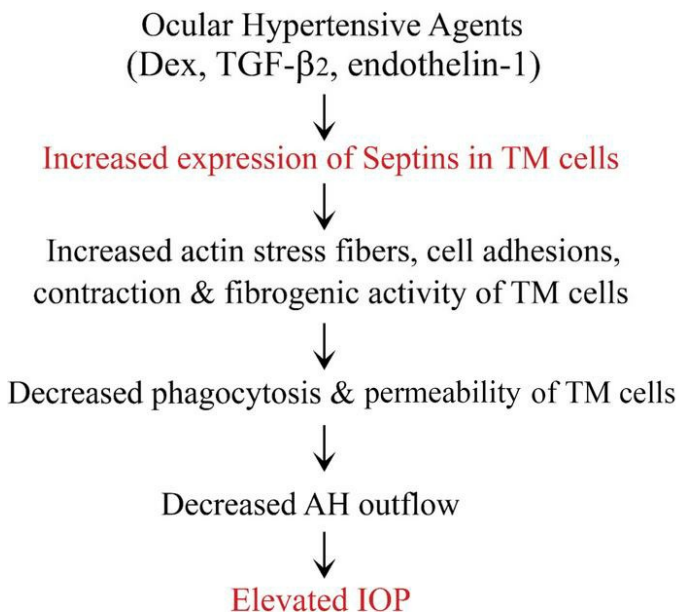 Ocular Hypertensive Agents
(Dex, TGF-β2, endothelin-1)
Increased expression of Septins in TM cells
Increased actin stress fibers, cell adhesions,
contraction & fibrogenic activity of TM cells
Decreased phagocytosis & permeability of TM cells
Decreased AH outflow
Elevated IOP